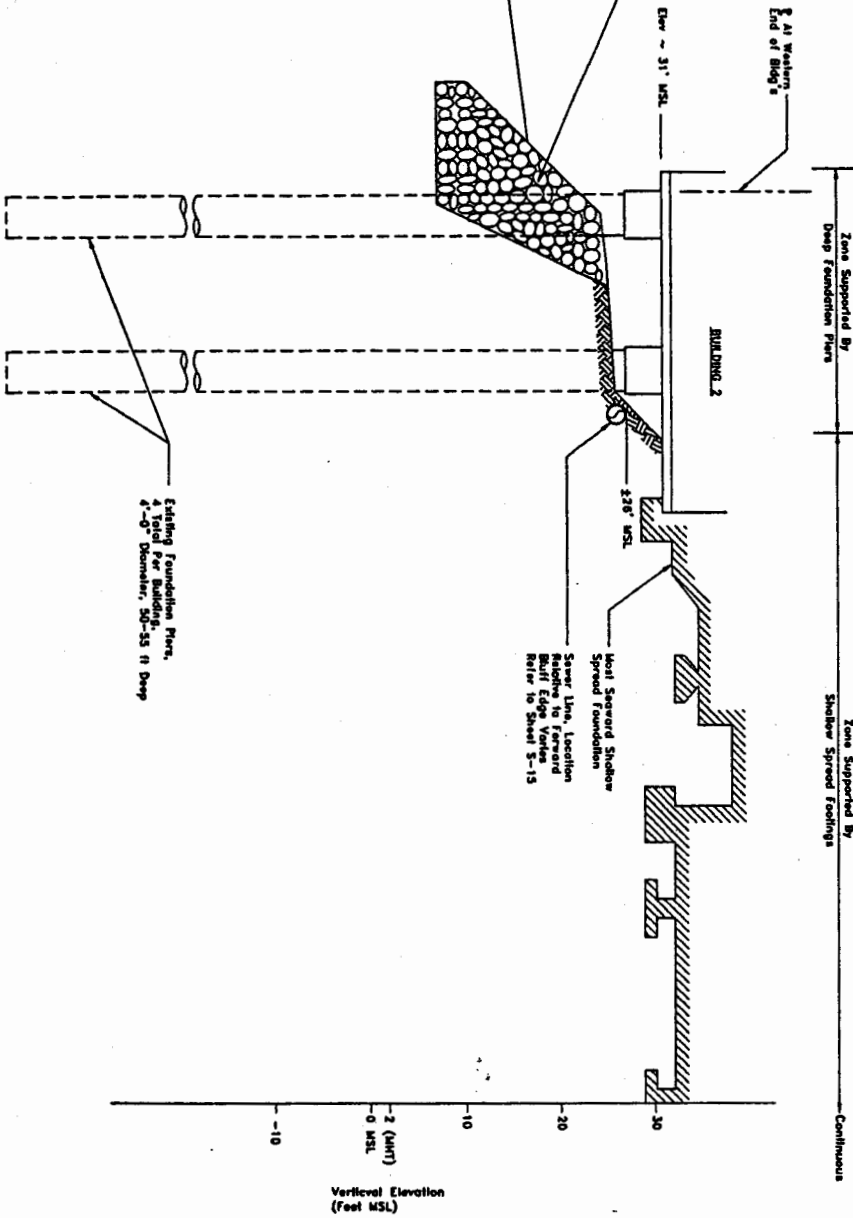 ℄ At Western
End of Bldg's
Elev ~ 31' MSL
Zone Supported By
Deep Foundation Piers
Zone Supported By
Shallow Spread Footings
Continuous
BUILDING 2
±26' MSL
Most Seaward Shallow
Spread Foundation
Sewer Line, Location
Relative to Forward
Bluff Edge Varies
Refer to Sheet S-15
Existing Foundation Piers,
4 Total Per Building,
4'-0" Diameter, 50-55 ft Deep
30
20
10
2 (MHT)
0 MSL
-10
Verticval Elevation
(Feet MSL)